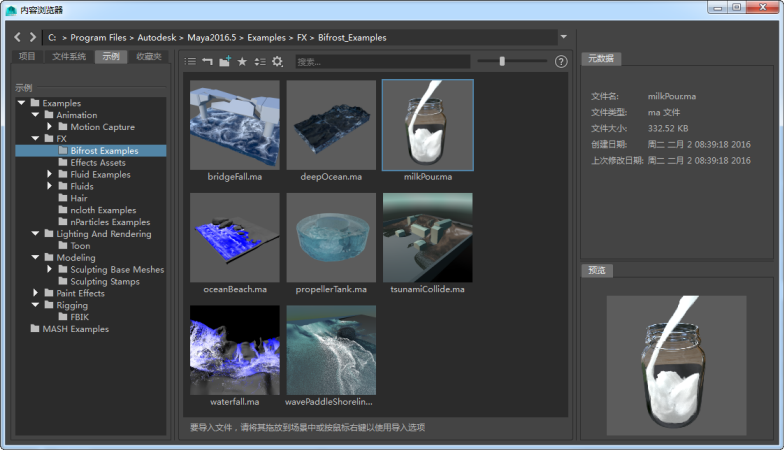 内容浏览器
C: > Program Files > Autodesk > Maya2016.5 > Examples > FX > Bifrost_Examples
项目 文件系统 示例 收藏夹
搜索...
示例
Examples
Animation
Motion Capture
FX
Bifrost Examples
Effects Assets
Fluid Examples
Fluids
Hair
ncloth Examples
nParticles Examples
Lighting And Rendering
Toon
Modeling
Sculpting Base Meshes
Sculpting Stamps
Paint Effects
Rigging
FBIK
MASH Examples
bridgeFall.ma
deepOcean.ma
milkPour.ma
oceanBeach.ma
propellerTank.ma
tsunamiCollide.ma
waterfall.ma
wavePaddleShorelin...
要导入文件，请将其拖放到场景中或按鼠标右键以使用导入选项
元数据
文件名: milkPour.ma
文件类型: ma 文件
文件大小: 332.52 KB
创建日期: 周二 二月 2 08:39:18 2016
上次修改日期: 周二 二月 2 08:39:18 2016
预览